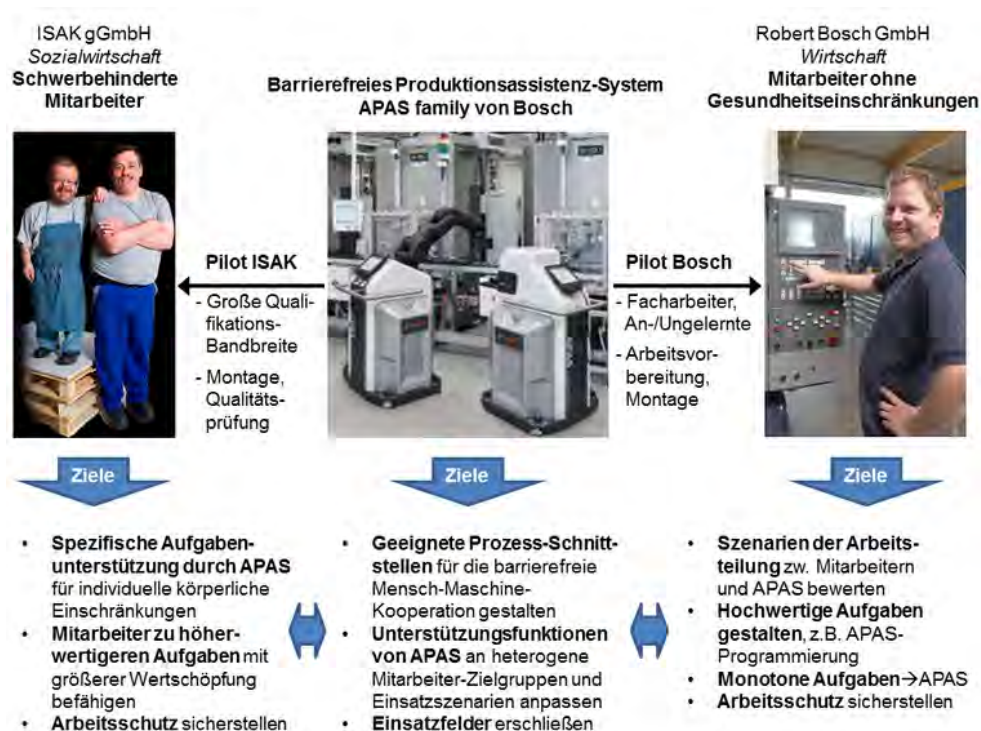 ISAK gGmbH
Sozialwirtschaft
Schwerbehinderte
Mitarbeiter
Barrierefreies Produktionsassistenz-System
APAS family von Bosch
Robert Bosch GmbH
Wirtschaft
Mitarbeiter ohne
Gesundheitseinschränkungen
Pilot ISAK
- Große Quali-
fikations-
Bandbreite
- Montage,
Qualitäts-
prüfung
Pilot Bosch
- Facharbeiter,
An-/Ungelernte
- Arbeitsvor-
bereitung,
Montage
Ziele
Ziele
Ziele
• Spezifische Aufgaben-
unterstützung durch APAS
für individuelle körperliche
Einschränkungen
• Mitarbeiter zu höher-
wertigeren Aufgaben mit
größerer Wertschöpfung
befähigen
• Arbeitsschutz sicherstellen
• Geeignete Prozess-Schnitt-
stellen für die barrierefreie
Mensch-Maschine-
Kooperation gestalten
• Unterstützungsfunktionen
von APAS an heterogene
Mitarbeiter-Zielgruppen und
Einsatzszenarien anpassen
• Einsatzfelder erschließen
• Szenarien der Arbeits-
teilung zw. Mitarbeitern
und APAS bewerten
• Hochwertige Aufgaben
gestalten, z.B. APAS-
Programmierung
• Monotone Aufgaben→APAS
• Arbeitsschutz sicherstellen